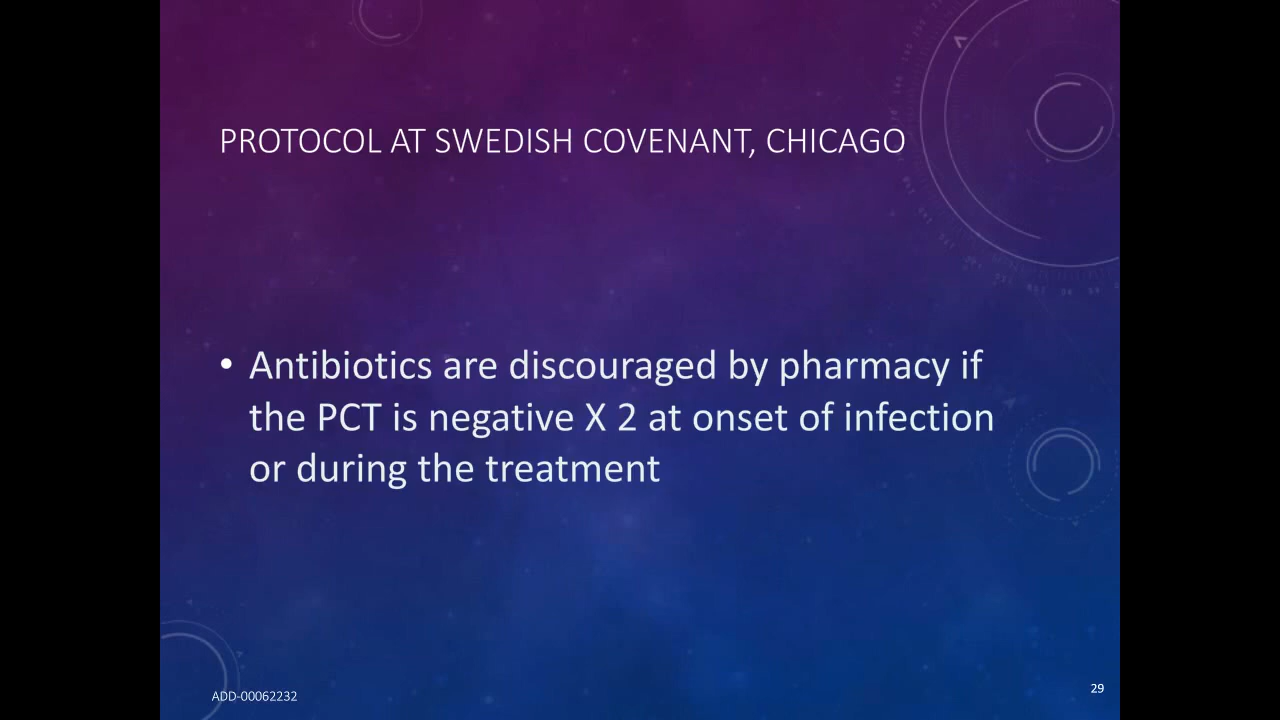 PROTOCOL AT SWEDISH COVENANT, CHICAGO
• Antibiotics are discouraged by pharmacy if
the PCT is negative X 2 at onset of infection
or during the treatment
ADD-00062232
29